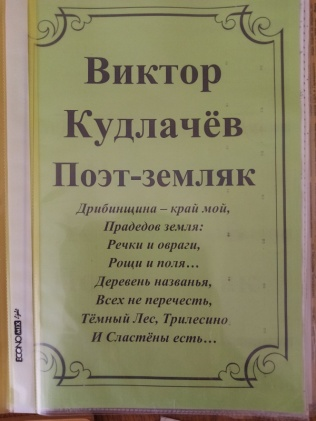 Виктор
Кудлачёв
Поэт-земляк
Дрибинщина – край мой,
Прадедов земля:
Речки и овраги,
Рощи и поля…
Деревень названья,
Всех не перечесть,
Тёмный Лес, Трилесино
И Сластёны есть…
ECONOMIX